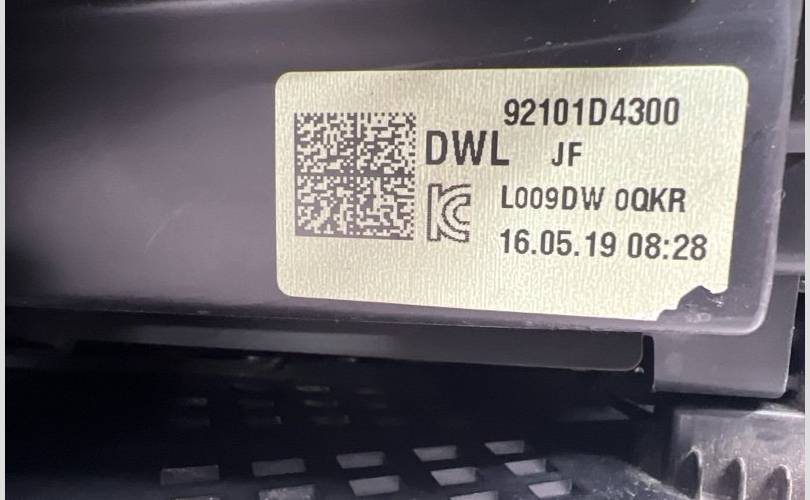 92101D4300
DWL JF
L009DW 0QKR
16.05.19 08:28